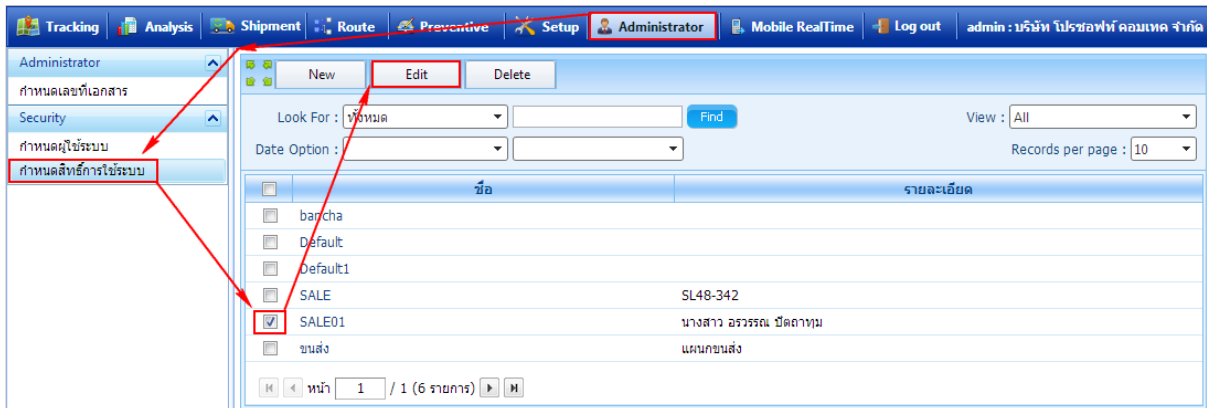 Tracking Analysis Shipment Route Preventive Setup Administrator Mobile RealTime Log out admin : บริษัท โปรซอฟท์ คอมเทค จำกัด
Administrator
กำหนดเลขที่เอกสาร
Security
กำหนดผู้ใช้ระบบ
กำหนดสิทธิ์การใช้ระบบ
New Edit Delete
Look For : ทั้งหมด Find View : All
Date Option : Records per page : 10
ชื่อ รายละเอียด
bancha
Default
Default1
SALE SL48-342
SALE01 นางสาว อรวรรณ ปัตถาทุม
ขนส่ง แผนกขนส่ง
หน้า 1 / 1 (6 รายการ)